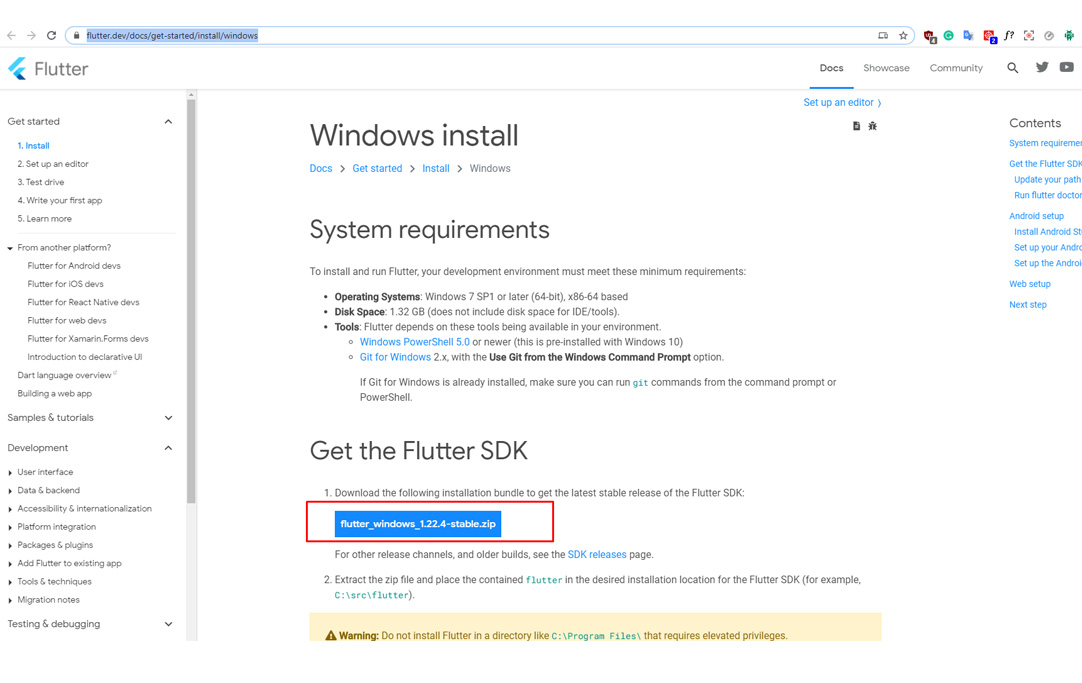 flutter.dev/docs/get-started/install/windows
4
2
f?
Flutter
Docs
Showcase
Community
Set up an editor ⟩
Get started
1. Install
2. Set up an editor
3. Test drive
4. Write your first app
5. Learn more
From another platform?
Flutter for Android devs
Flutter for iOS devs
Flutter for React Native devs
Flutter for web devs
Flutter for Xamarin.Forms devs
Introduction to declarative UI
Dart language overview
Building a web app
Samples & tutorials
Development
User interface
Data & backend
Accessibility & internationalization
Platform integration
Packages & plugins
Add Flutter to existing app
Tools & techniques
Migration notes
Testing & debugging
Windows install
Docs > Get started > Install > Windows
System requirements
To install and run Flutter, your development environment must meet these minimum requirements:
• Operating Systems: Windows 7 SP1 or later (64-bit), x86-64 based
• Disk Space: 1.32 GB (does not include disk space for IDE/tools).
• Tools: Flutter depends on these tools being available in your environment.
◦ Windows PowerShell 5.0 or newer (this is pre-installed with Windows 10)
◦ Git for Windows 2.x, with the Use Git from the Windows Command Prompt option.
If Git for Windows is already installed, make sure you can run git commands from the command prompt or
PowerShell.
Get the Flutter SDK
1. Download the following installation bundle to get the latest stable release of the Flutter SDK:
flutter_windows_1.22.4-stable.zip
For other release channels, and older builds, see the SDK releases page.
2. Extract the zip file and place the contained flutter in the desired installation location for the Flutter SDK (for example,
C:\src\flutter).
Warning: Do not install Flutter in a directory like C:\Program Files\ that requires elevated privileges.
Contents
System requiremen
Get the Flutter SDK
Update your path
Run flutter doctor
Android setup
Install Android St
Set up your Andro
Set up the Androi
Web setup
Next step